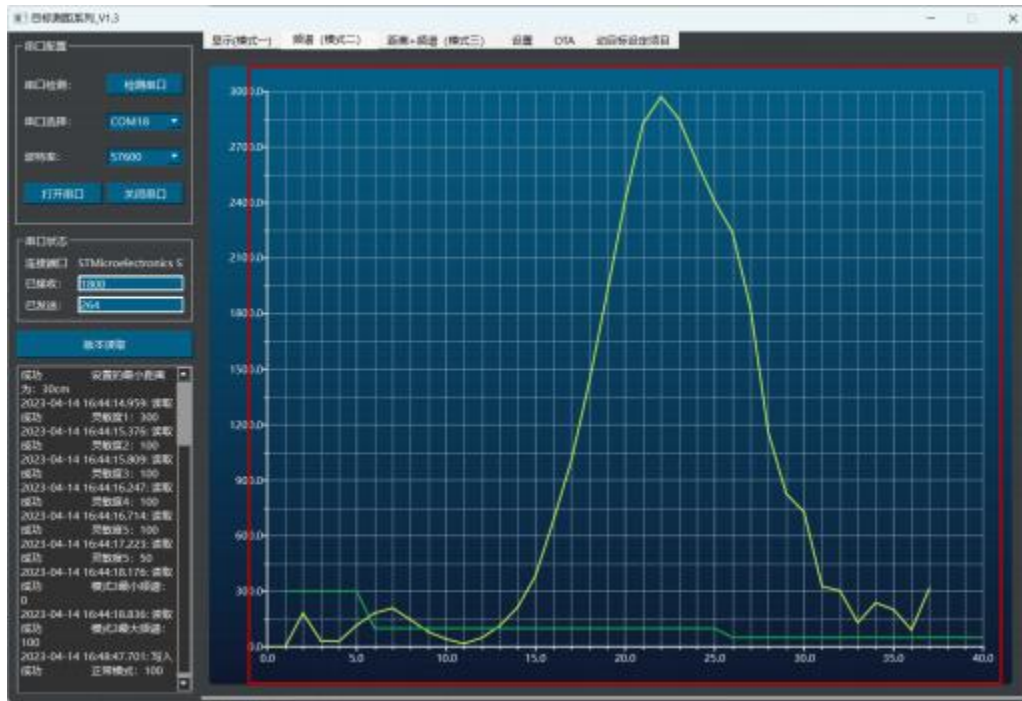 目标测距系列_V1.3
串口配置
串口检测:
检测串口
串口选择:
COM18
波特率:
57600
打开串口
关闭串口
串口状态
连接端口 STMicroelectronics S
已接收: 1800
已发送: 264
版本读取
成功 设置的最小距离
为: 30cm
2023-04-14 16:44:14.959: 读取
成功 灵敏度1: 300
2023-04-14 16:44:15.376: 读取
成功 灵敏度2: 100
2023-04-14 16:44:15.809: 读取
成功 灵敏度3: 100
2023-04-14 16:44:16.247: 读取
成功 灵敏度4: 100
2023-04-14 16:44:16.714: 读取
成功 灵敏度5: 100
2023-04-14 16:44:17.223: 读取
成功 灵敏度5: 50
2023-04-14 16:44:18.176: 读取
成功 模式3最小频谱:
0
2023-04-14 16:44:18.836: 读取
成功 模式3最大频谱:
100
2023-04-14 16:48:47.701: 写入
成功 正常模式: 100
显示(模式一) 频谱 (模式二) 距离+频谱 (模式三) 设置 OTA 动目标设定项目
3000.0
2700.0
2400.0
2100.0
1800.0
1500.0
1200.0
900.0
600.0
300.0
0.0
0.0 5.0 10.0 15.0 20.0 25.0 30.0 35.0 40.0